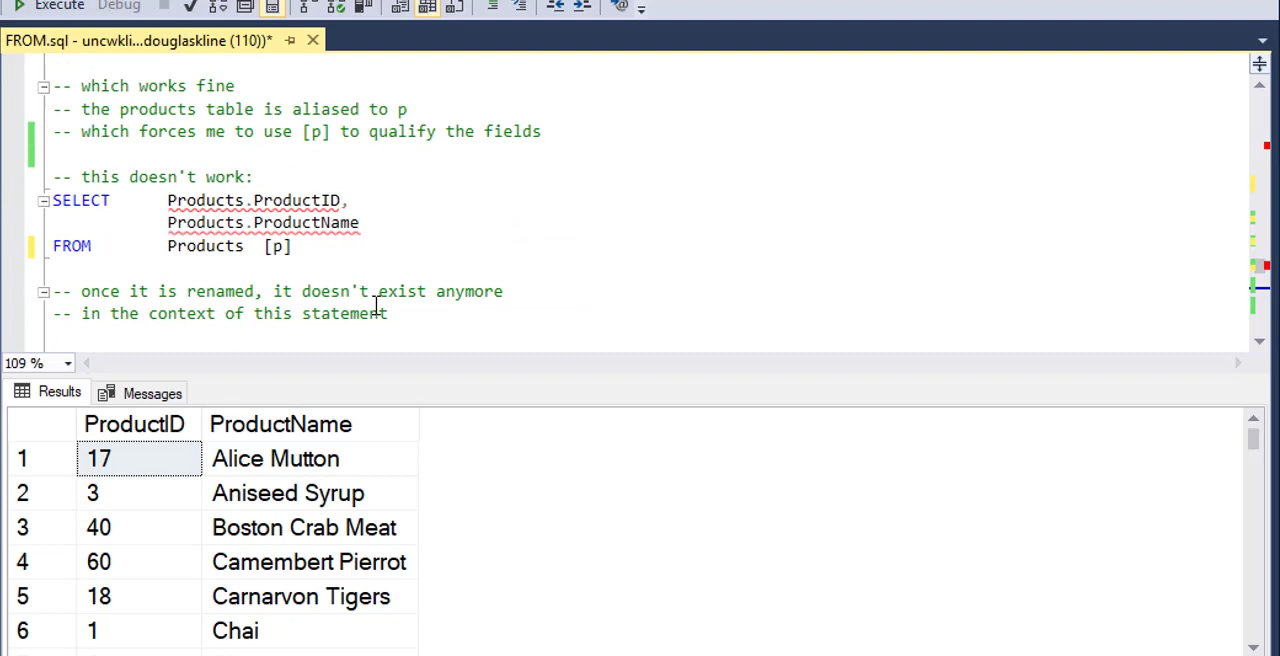 Execute Debug
FROM.sql - uncwkli...douglaskline (110))*
-- which works fine
-- the products table is aliased to p
-- which forces me to use [p] to qualify the fields
-- this doesn't work:
SELECT Products.ProductID,
Products.ProductName
FROM Products [p]
-- once it is renamed, it doesn't exist anymore
-- in the context of this statement
109 %
Results Messages
ProductID ProductName
1 17 Alice Mutton
2 3 Aniseed Syrup
3 40 Boston Crab Meat
4 60 Camembert Pierrot
5 18 Carnarvon Tigers
6 1 Chai